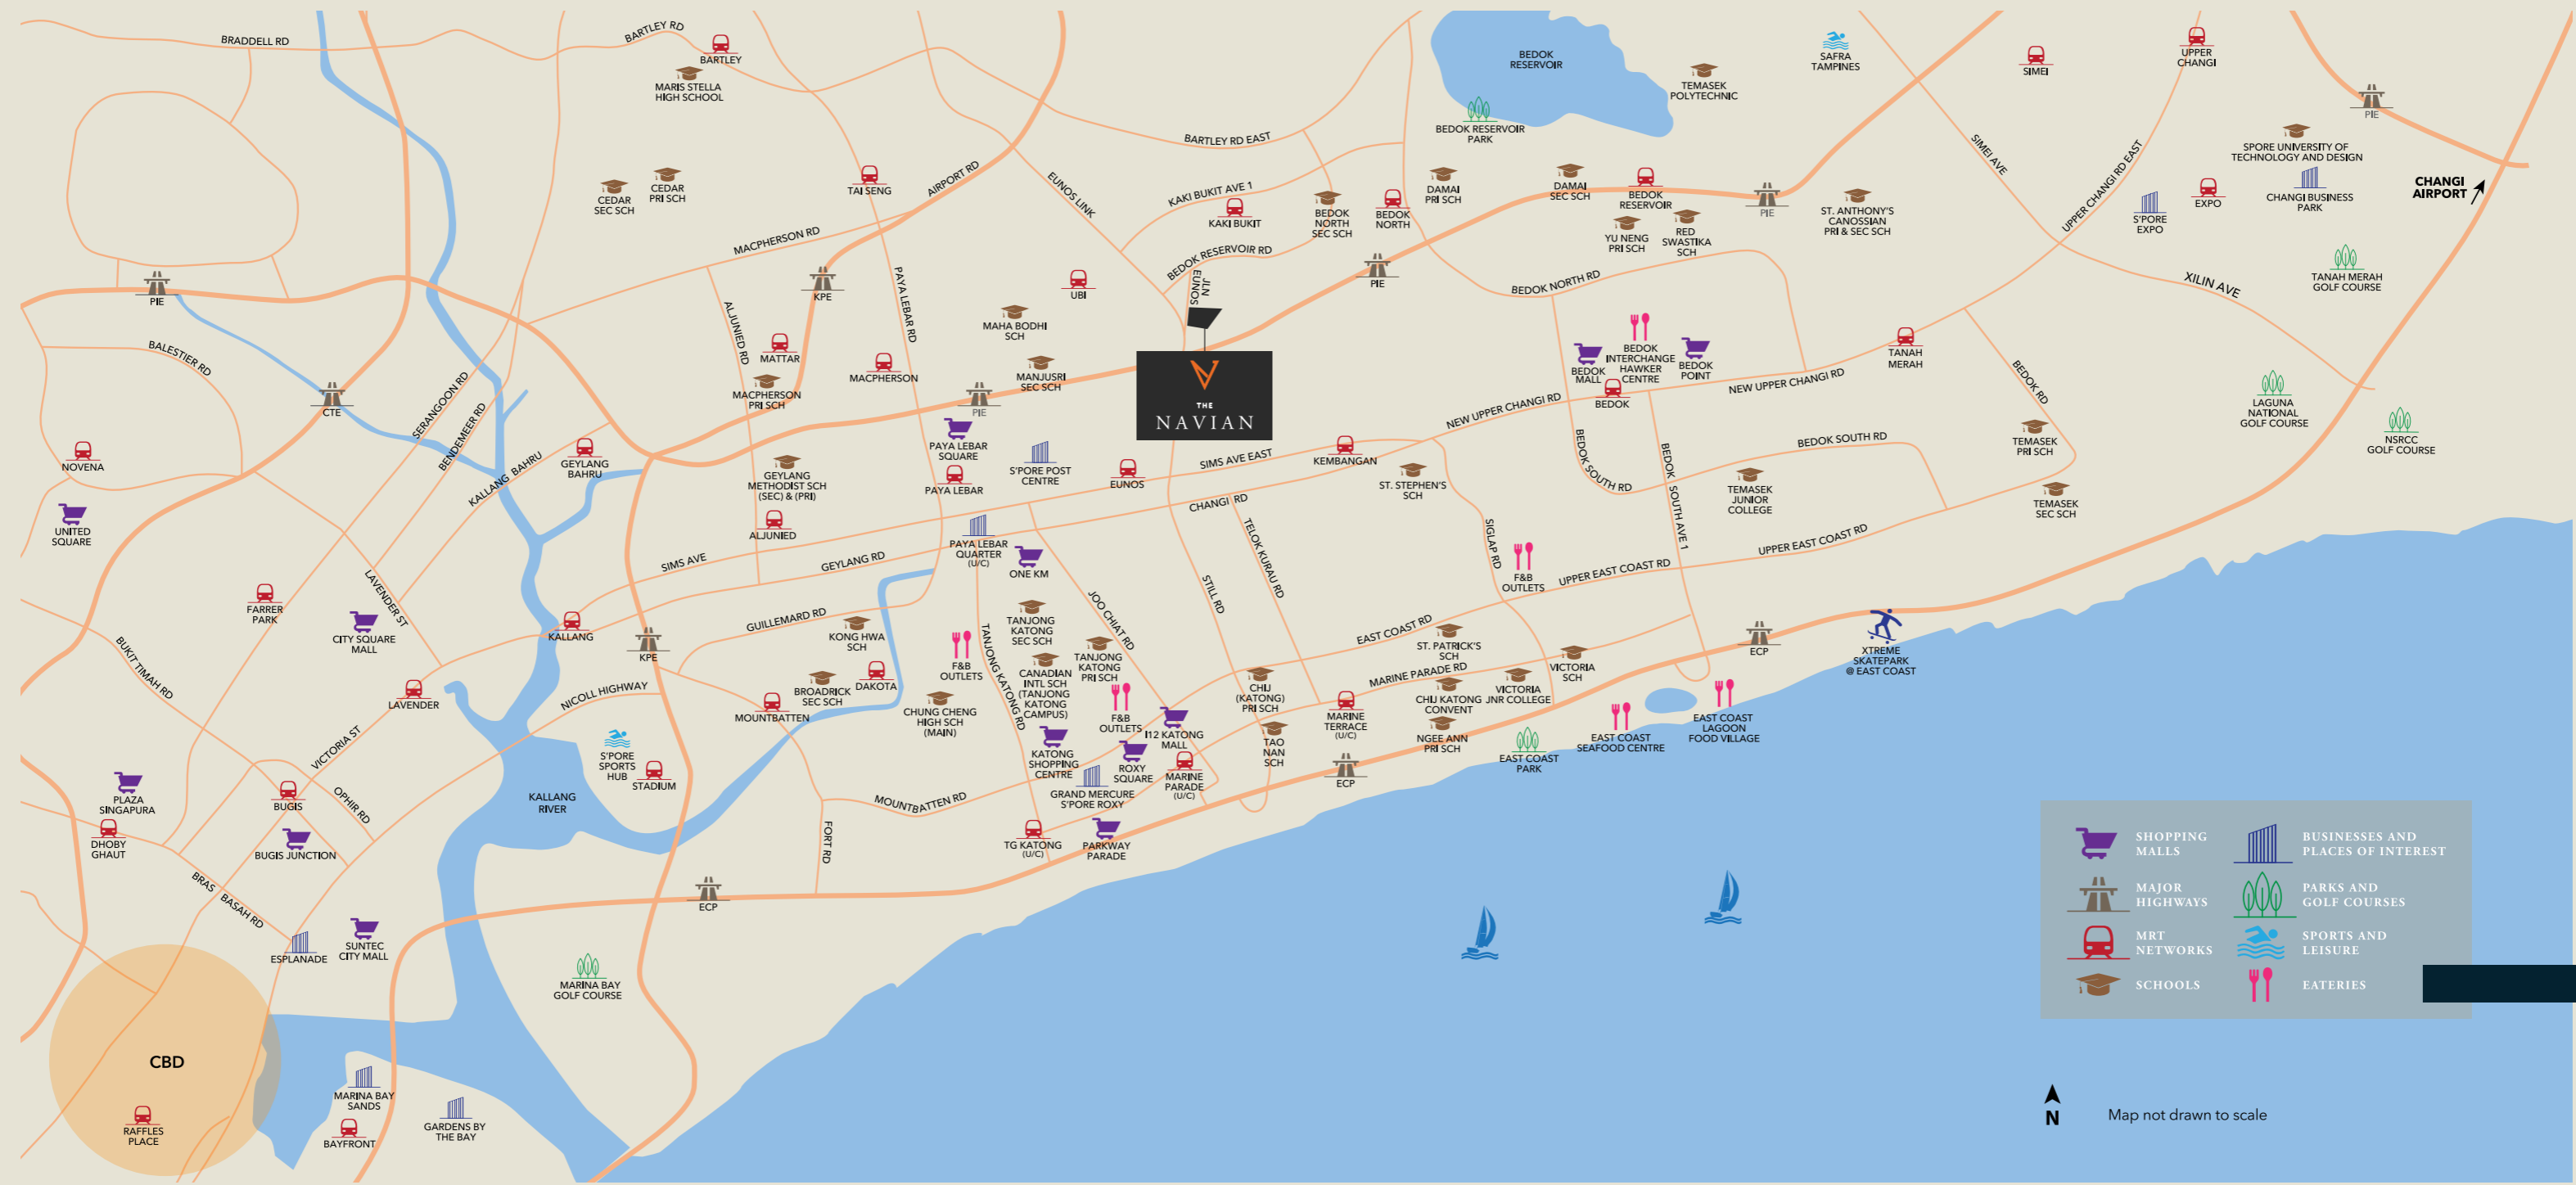 BRADDELL RD
BARTLEY RD
BARTLEY
MARIS STELLA
HIGH SCHOOL
BEDOK
RESERVOIR
SAFRA
TAMPINES
SIMEI
UPPER
CHANGI
TEMASEK
POLYTECHNIC
PIE
BEDOK RESERVOIR
PARK
BARTLEY RD EAST
SIMEI AVE
SPORE UNIVERSITY OF
TECHNOLOGY AND DESIGN
CEDAR
SEC SCH
CEDAR
PRI SCH
TAI SENG
AIRPORT RD
EUNOS LINK
KAKI BUKIT AVE 1
KAKI BUKIT
BEDOK
NORTH
SEC SCH
BEDOK
NORTH
DAMAI
PRI SCH
DAMAI
SEC SCH
BEDOK
RESERVOIR
YU NENG
PRI SCH
RED
SWASTIKA
SCH
PIE
ST. ANTHONY'S
CANOSSIAN
PRI & SEC SCH
UPPER CHANGI RD EAST
S'PORE
EXPO
EXPO
CHANGI BUSINESS
PARK
CHANGI
AIRPORT
MACPHERSON RD
BEDOK RESERVOIR RD
PIE
KPE
PAYA LEBAR RD
UBI
JLN
EUNOS
PIE
BEDOK NORTH RD
XILIN AVE
TANAH MERAH
GOLF COURSE
ALJUNIED RD
MAHA BODHI
SCH
BALESTIER RD
MATTAR
MACPHERSON
MANJUSRI
SEC SCH
MACPHERSON
PRI SCH
PIE
THE
NAVIAN
BEDOK
MALL
BEDOK
INTERCHANGE
HAWKER
CENTRE
BEDOK
POINT
BEDOK
TANAH
MERAH
NEW UPPER CHANGI RD
NEW UPPER CHANGI RD
BEDOK RD
LAGUNA
NATIONAL
GOLF COURSE
NSRCC
GOLF COURSE
CTE
SERANGOON RD
BENDEMEER RD
KALLANG BAHRU
GEYLANG
BAHRU
NOVENA
UNITED
SQUARE
GEYLANG
METHODIST SCH
(SEC) & (PRI)
PAYA LEBAR
SQUARE
PAYA LEBAR
S'PORE POST
CENTRE
EUNOS
SIMS AVE EAST
KEMBANGAN
ST. STEPHEN'S
SCH
CHANGI RD
BEDOK SOUTH RD
BEDOK SOUTH AVE 1
BEDOK SOUTH RD
TEMASEK
JUNIOR
COLLEGE
TEMASEK
PRI SCH
TEMASEK
SEC SCH
ALJUNIED
PAYA LEBAR
QUARTER
(U/C)
ONE KM
SIMS AVE
GEYLANG RD
TELOK KURAU RD
SIGLAP RD
F&B
OUTLETS
UPPER EAST COAST RD
UPPER EAST COAST RD
LAVENDER ST
FARRER
PARK
CITY SQUARE
MALL
KALLANG
KPE
GUILLEMARD RD
KONG HWA
SCH
F&B
OUTLETS
TANJONG
KATONG
SEC SCH
JOO CHIAT RD
STILL RD
EAST COAST RD
ST. PATRICK'S
SCH
ECP
XTREME
SKATEPARK
@ EAST COAST
BUKIT TIMAH RD
LAVENDER
NICOLL HIGHWAY
MOUNTBATTEN
BROADRICK
SEC SCH
DAKOTA
CHUNG CHENG
HIGH SCH
(MAIN)
TANJONG KATONG RD
CANADIAN
INTL SCH
(TANJONG
KATONG
CAMPUS)
TANJONG
KATONG
PRI SCH
F&B
OUTLETS
I12 KATONG
MALL
CHIJ
(KATONG)
PRI SCH
TAO
NAN
SCH
MARINE
TERRACE
(U/C)
MARINE PARADE RD
CHIJ KATONG
CONVENT
VICTORIA
JNR COLLEGE
VICTORIA
SCH
NGEE ANN
PRI SCH
EAST COAST
PARK
EAST COAST
SEAFOOD CENTRE
EAST COAST
LAGOON
FOOD VILLAGE
VICTORIA ST
OPHIR RD
BUGIS
BUGIS JUNCTION
PLAZA
SINGAPURA
DHOBY
GHAUT
KALLANG
RIVER
S'PORE
SPORTS
HUB
STADIUM
MOUNTBATTEN RD
FORT RD
KATONG
SHOPPING
CENTRE
ROXY
SQUARE
GRAND MERCURE
S'PORE ROXY
MARINE
PARADE
(U/C)
TG KATONG
(U/C)
PARKWAY
PARADE
ECP
ECP
BRAS BASAH RD
ESPLANADE
SUNTEC
CITY MALL
MARINA BAY
GOLF COURSE
CBD
RAFFLES
PLACE
MARINA BAY
SANDS
BAYFRONT
GARDENS BY
THE BAY
SHOPPING
MALLS
BUSINESSES AND
PLACES OF INTEREST
MAJOR
HIGHWAYS
PARKS AND
GOLF COURSES
MRT
NETWORKS
SPORTS AND
LEISURE
SCHOOLS
EATERIES
N
Map not drawn to scale